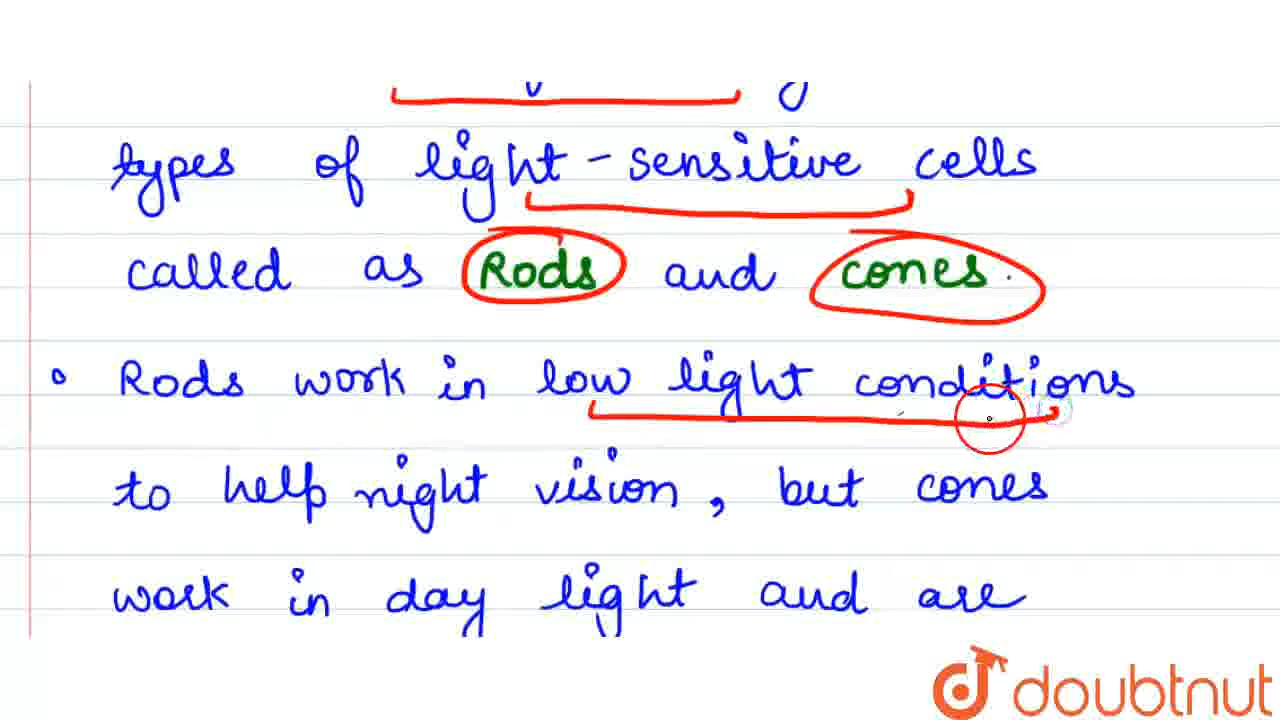 types of light-sensitive cells
called as Rods and cones.
• Rods work in low light conditions
to help night vision, but cones
work in day light and are
doubtnut